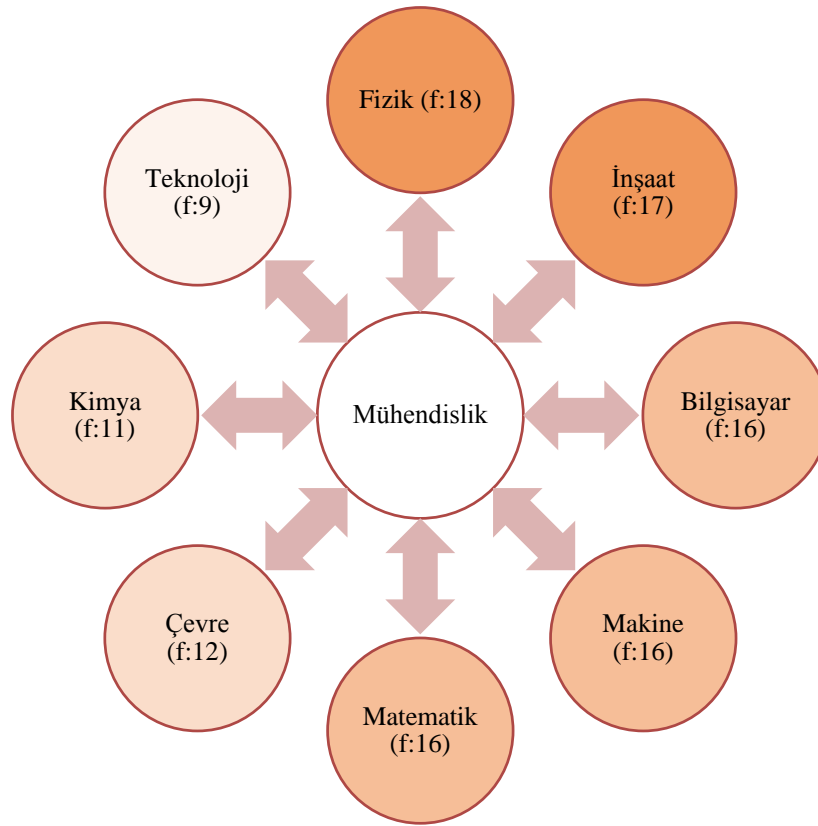 Fizik (f:18)
Teknoloji
(f:9)
İnşaat
(f:17)
Kimya
(f:11)
Mühendislik
Bilgisayar
(f:16)
Çevre
(f:12)
Makine
(f:16)
Matematik
(f:16)